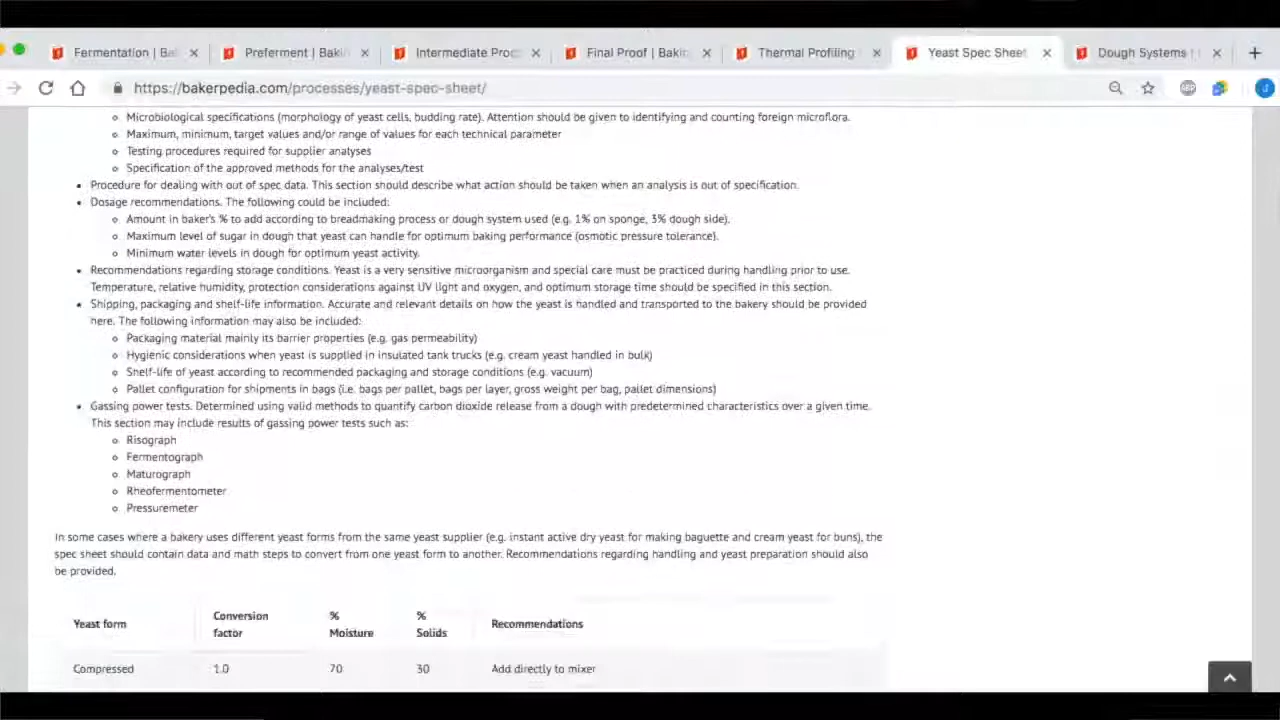 Fermentation | Ba
Preferment | Bakin
Intermediate Proc
Final Proof | Bakin
Thermal Profiling
Yeast Spec Sheet
Dough Systems |
https://bakerpedia.com/processes/yeast-spec-sheet/
ABP
Microbiological specifications (morphology of yeast cells, budding rate). Attention should be given to identifying and counting foreign microflora.
Maximum, minimum, target values and/or range of values for each technical parameter
Testing procedures required for supplier analyses
Specification of the approved methods for the analyses/test
Procedure for dealing with out of spec data. This section should describe what action should be taken when an analysis is out of specification.
Dosage recommendations. The following could be included:
Amount in baker's % to add according to breadmaking process or dough system used (e.g. 1% on sponge, 3% dough side).
Maximum level of sugar in dough that yeast can handle for optimum baking performance (osmotic pressure tolerance).
Minimum water levels in dough for optimum yeast activity.
Recommendations regarding storage conditions. Yeast is a very sensitive microorganism and special care must be practiced during handling prior to use.
Temperature, relative humidity, protection considerations against UV light and oxygen, and optimum storage time should be specified in this section.
Shipping, packaging and shelf-life information. Accurate and relevant details on how the yeast is handled and transported to the bakery should be provided
here. The following information may also be included:
Packaging material mainly its barrier properties (e.g. gas permeability)
Hygienic considerations when yeast is supplied in insulated tank trucks (e.g. cream yeast handled in bulk)
Shelf-life of yeast according to recommended packaging and storage conditions (e.g. vacuum)
Pallet configuration for shipments in bags (i.e. bags per pallet, bags per layer, gross weight per bag, pallet dimensions)
Gassing power tests. Determined using valid methods to quantify carbon dioxide release from a dough with predetermined characteristics over a given time.
This section may include results of gassing power tests such as:
Risograph
Fermentograph
Maturograph
Rheofermentometer
Pressuremeter
In some cases where a bakery uses different yeast forms from the same yeast supplier (e.g. instant active dry yeast for making baguette and cream yeast for buns), the
spec sheet should contain data and math steps to convert from one yeast form to another. Recommendations regarding handling and yeast preparation should also
be provided.
Yeast form
Conversion
factor
%
Moisture
%
Solids
Recommendations
Compressed
1.0
70
30
Add directly to mixer